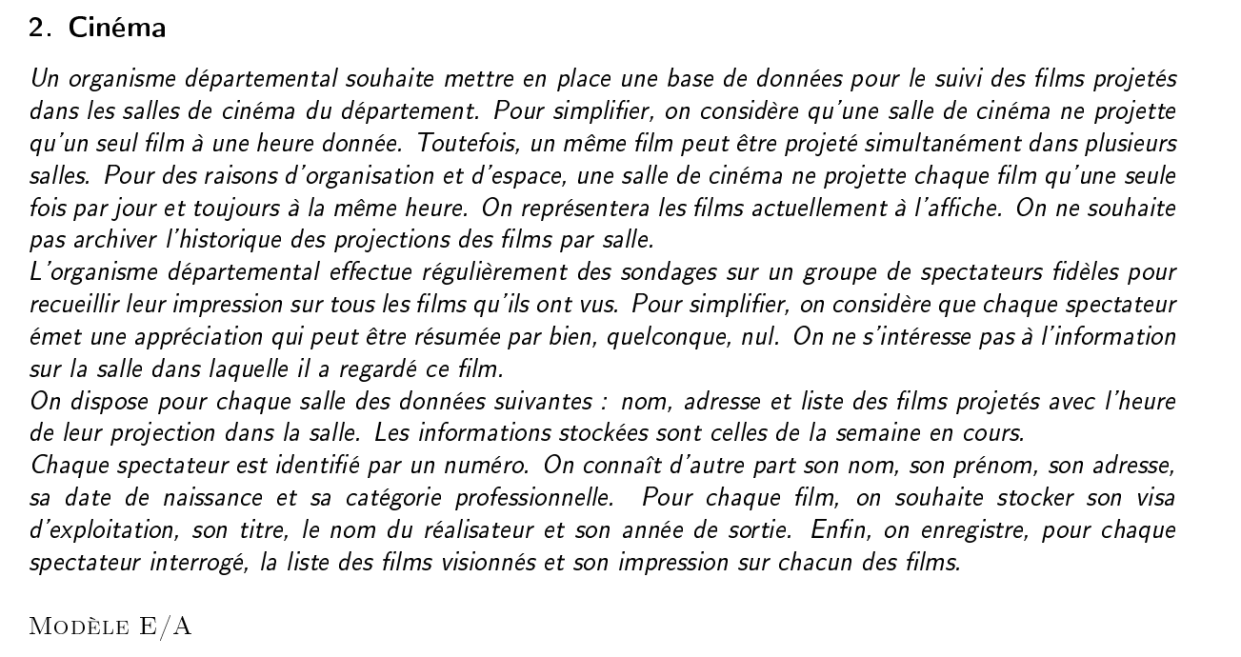 2. Cinéma
Un organisme départemental souhaite mettre en place une base de données pour le suivi des films projetés
dans les salles de cinéma du département. Pour simplifier, on considère qu'une salle de cinéma ne projette
qu'un seul film à une heure donnée. Toutefois, un même film peut être projeté simultanément dans plusieurs
salles. Pour des raisons d'organisation et d'espace, une salle de cinéma ne projette chaque film qu'une seule
fois par jour et toujours à la même heure. On représentera les films actuellement à l'affiche. On ne souhaite
pas archiver l'historique des projections des films par salle.
L'organisme départemental effectue régulièrement des sondages sur un groupe de spectateurs fidèles pour
recueillir leur impression sur tous les films qu'ils ont vus. Pour simplifier, on considère que chaque spectateur
émet une appréciation qui peut être résumée par bien, quelconque, nul. On ne s'intéresse pas à l'information
sur la salle dans laquelle il a regardé ce film.
On dispose pour chaque salle des données suivantes : nom, adresse et liste des films projetés avec l'heure
de leur projection dans la salle. Les informations stockées sont celles de la semaine en cours.
Chaque spectateur est identifié par un numéro. On connaît d'autre part son nom, son prénom, son adresse,
sa date de naissance et sa catégorie professionnelle. Pour chaque film, on souhaite stocker son visa
d'exploitation, son titre, le nom du réalisateur et son année de sortie. Enfin, on enregistre, pour chaque
spectateur interrogé, la liste des films visionnés et son impression sur chacun des films.
MODÈLE E/A